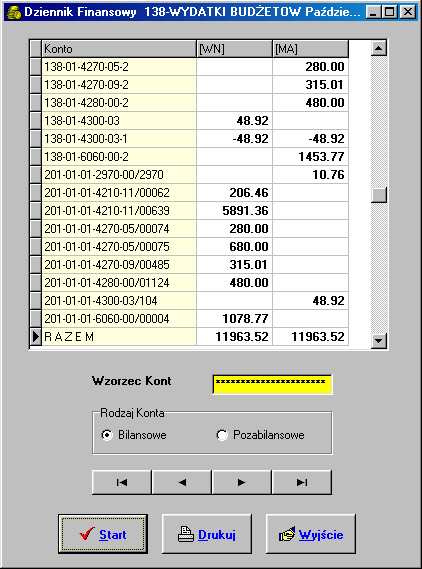 Dziennik Finansowy 138-WYDATKI BUDŻETÓW Paździe...
Konto [WN] [MA]
138-01-4270-05-2 280.00
138-01-4270-09-2 315.01
138-01-4280-00-2 480.00
138-01-4300-03 48.92
138-01-4300-03-1 -48.92 -48.92
138-01-6060-00-2 1453.77
201-01-01-2970-00/2970 10.76
201-01-01-4210-11/00062 206.46
201-01-01-4210-11/00639 5891.36
201-01-01-4270-05/00074 280.00
201-01-01-4270-05/00075 680.00
201-01-01-4270-09/00485 315.01
201-01-01-4280-00/01124 480.00
201-01-01-4300-03/104 48.92
201-01-01-6060-00/00004 1078.77
R A Z E M 11963.52 11963.52
Wzorzec Kont **********************
Rodzaj Konta
Bilansowe Pozabilansowe
Start Drukuj Wyjście